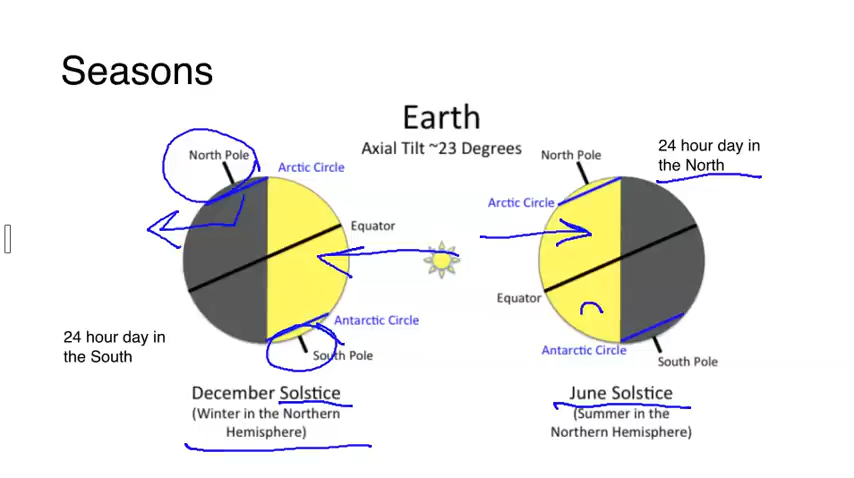 Seasons
Earth
Axial Tilt ~23 Degrees
North Pole
Arctic Circle
Equator
Antarctic Circle
South Pole
24 hour day in
the South
December Solstice
(Winter in the Northern
Hemisphere)
North Pole
24 hour day in
the North
Arctic Circle
Equator
Antarctic Circle
South Pole
June Solstice
(Summer in the
Northern Hemisphere)